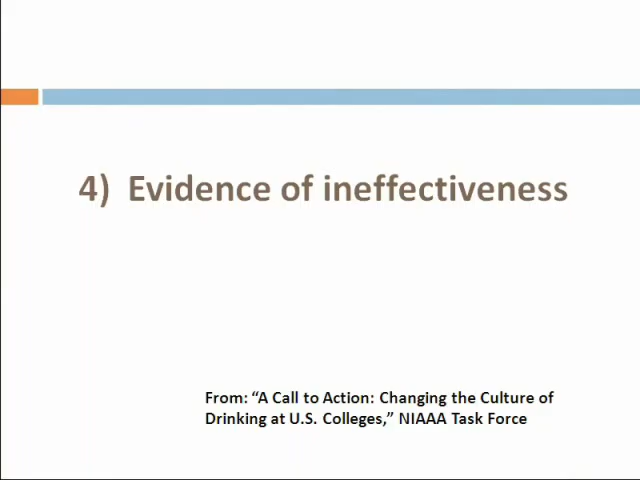 4) Evidence of ineffectiveness
From: “A Call to Action: Changing the Culture of
Drinking at U.S. Colleges,” NIAAA Task Force